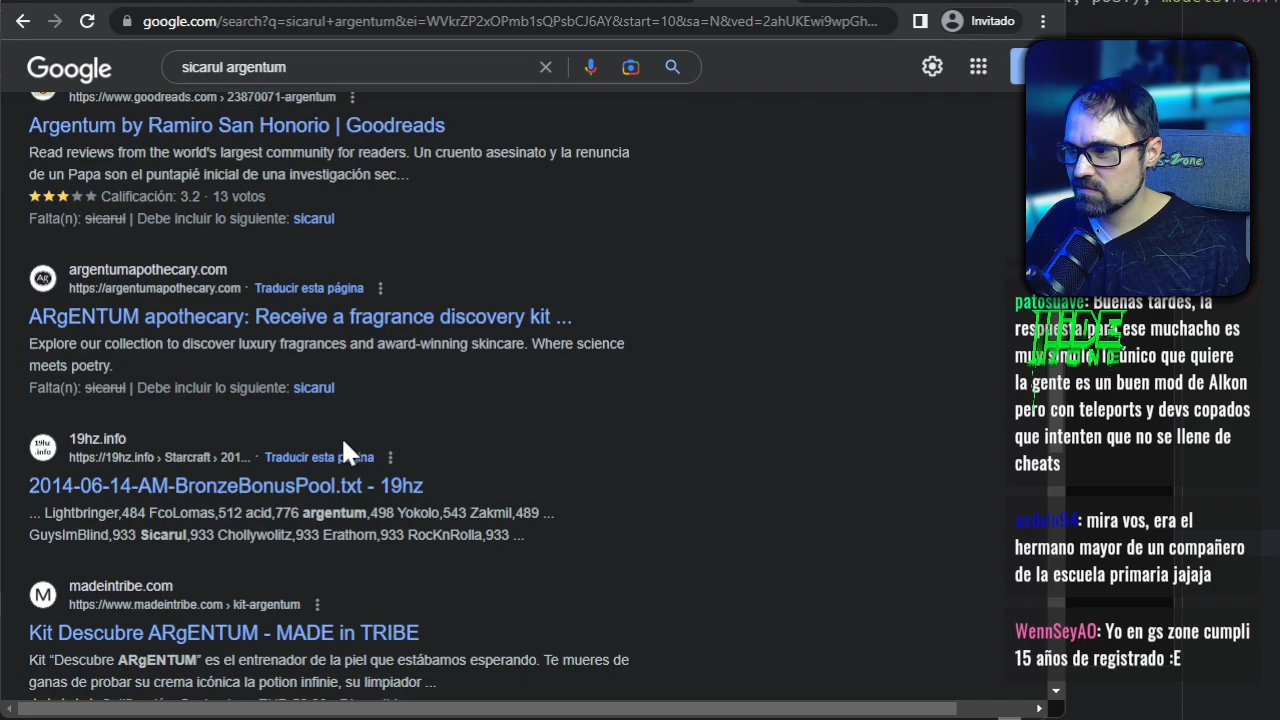 google.com/search?q=sicarul+argentum&ei=WVkrZP2xOPmb1sQPsbCJ6AY&start=10&sa=N&ved=2ahUKEwi9wpGh...
Invitado
Google
sicarul argentum
https://www.goodreads.com › 23870071-argentum
Argentum by Ramiro San Honorio | Goodreads
Read reviews from the world's largest community for readers. Un cruento asesinato y la renuncia
de un Papa son el puntapié inicial de una investigación sec...
Calificación: 3.2 · 13 votos
Falta(n): sicarul | Debe incluir lo siguiente: sicarul
argentumapothecary.com
https://argentumapothecary.com · Traducir esta página
ARgENTUM apothecary: Receive a fragrance discovery kit ...
Explore our collection to discover luxury fragrances and award-winning skincare. Where science
meets poetry.
Falta(n): sicarul | Debe incluir lo siguiente: sicarul
19hz.info
https://19hz.info › Starcraft › 201... · Traducir esta página
2014-06-14-AM-BronzeBonusPool.txt - 19hz
... Lightbringer,484 FcoLomas,512 acid,776 argentum,498 Yokolo,543 Zakmil,489 ...
GuysImBlind,933 Sicarul,933 Chollywolitz,933 Erathorn,933 RocKnRolla,933 ...
madeintribe.com
https://www.madeintribe.com › kit-argentum
Kit Descubre ARgENTUM - MADE in TRIBE
Kit “Descubre ARgENTUM” es el entrenador de la piel que estábamos esperando. Te mueres de
ganas de probar su crema icónica la potion infinie, su limpiador ...
patosuave: Buenas tardes, la
respuesta para ese muchacho es
muy simple, lo único que quiere
la gente es un buen mod de Alkon
pero con teleports y devs copados
que intenten que no se llene de
cheats
mira vos, era el
hermano mayor de un compañero
de la escuela primaria jajaja
WennSeyAO: Yo en gs zone cumpli
15 años de registrado :E